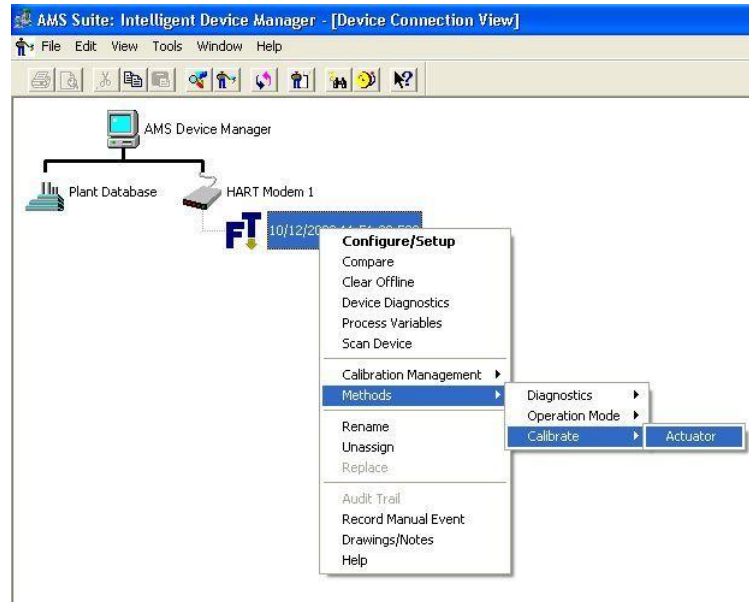 AMS Suite: Intelligent Device Manager - [Device Connection View]
File Edit View Tools Window Help
AMS Device Manager
Plant Database
HART Modem 1
FT
Configure/Setup
Compare
Clear Offline
Device Diagnostics
Process Variables
Scan Device
Calibration Management
Methods
Rename
Unassign
Replace
Audit Trail
Record Manual Event
Drawings/Notes
Help
Diagnostics
Operation Mode
Calibrate
Actuator